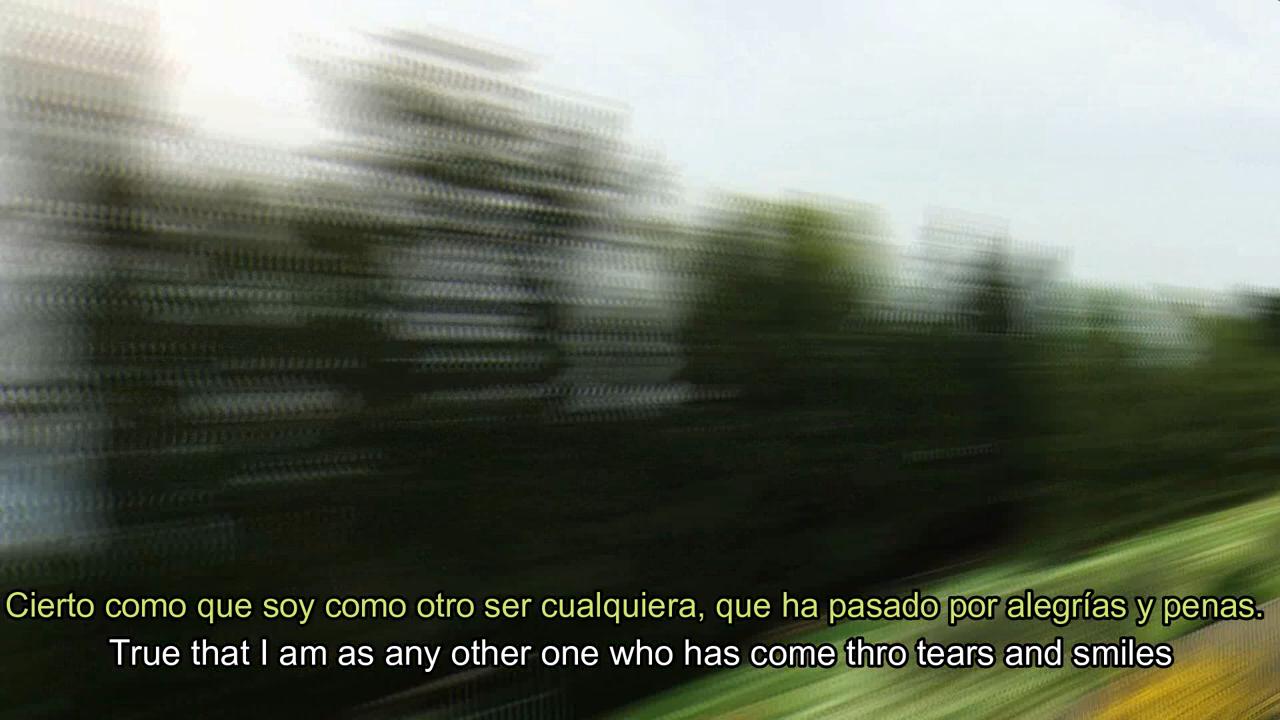 Cierto como que soy como otro ser cualquiera, que ha pasado por alegrías y penas.
True that I am as any other one who has come thro tears and smiles